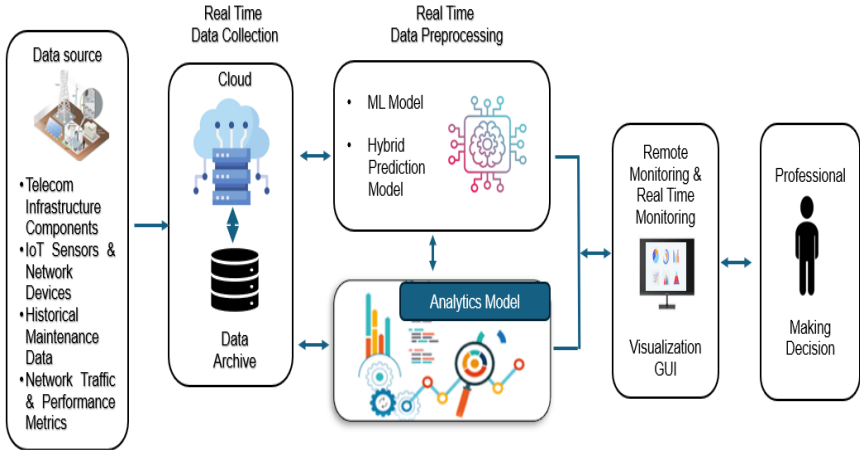 Real Time
Data Collection
Real Time
Data Preprocessing
Data source
• Telecom
Infrastructure
Components
• IoT Sensors &
Network
Devices
• Historical
Maintenance
Data
• Network Traffic
& Performance
Metrics
Cloud
Data
Archive
• ML Model
• Hybrid
Prediction
Model
Analytics Model
Remote
Monitoring &
Real Time
Monitoring
Visualization
GUI
Professional
Making
Decision